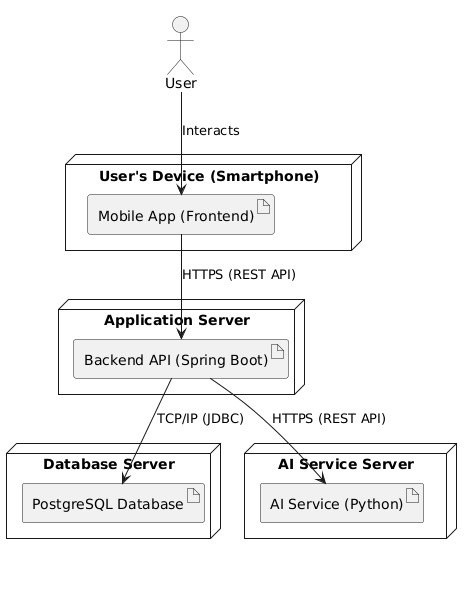 User
Interacts
User's Device (Smartphone)
Mobile App (Frontend)
HTTPS (REST API)
Application Server
Backend API (Spring Boot)
TCP/IP (JDBC)
HTTPS (REST API)
Database Server
AI Service Server
PostgreSQL Database
AI Service (Python)